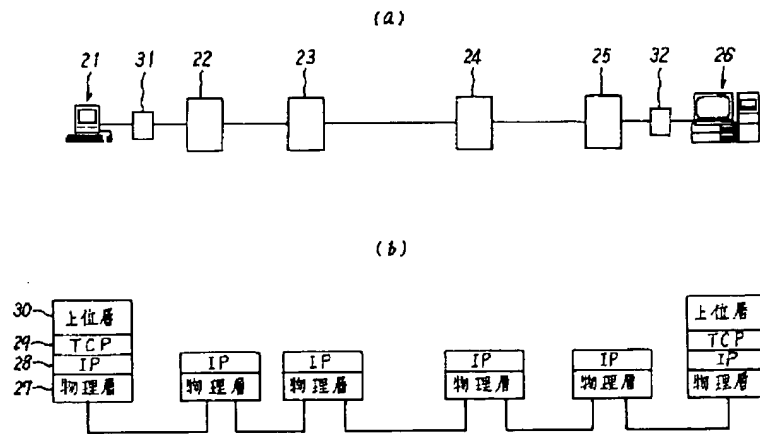 (a)
21 31 22 23 24 25 32 26
(b)
30 上位層 上位層
29 TCP TCP
28 IP IP IP IP IP IP
27 物理層 物理層 物理層 物理層 物理層 物理層